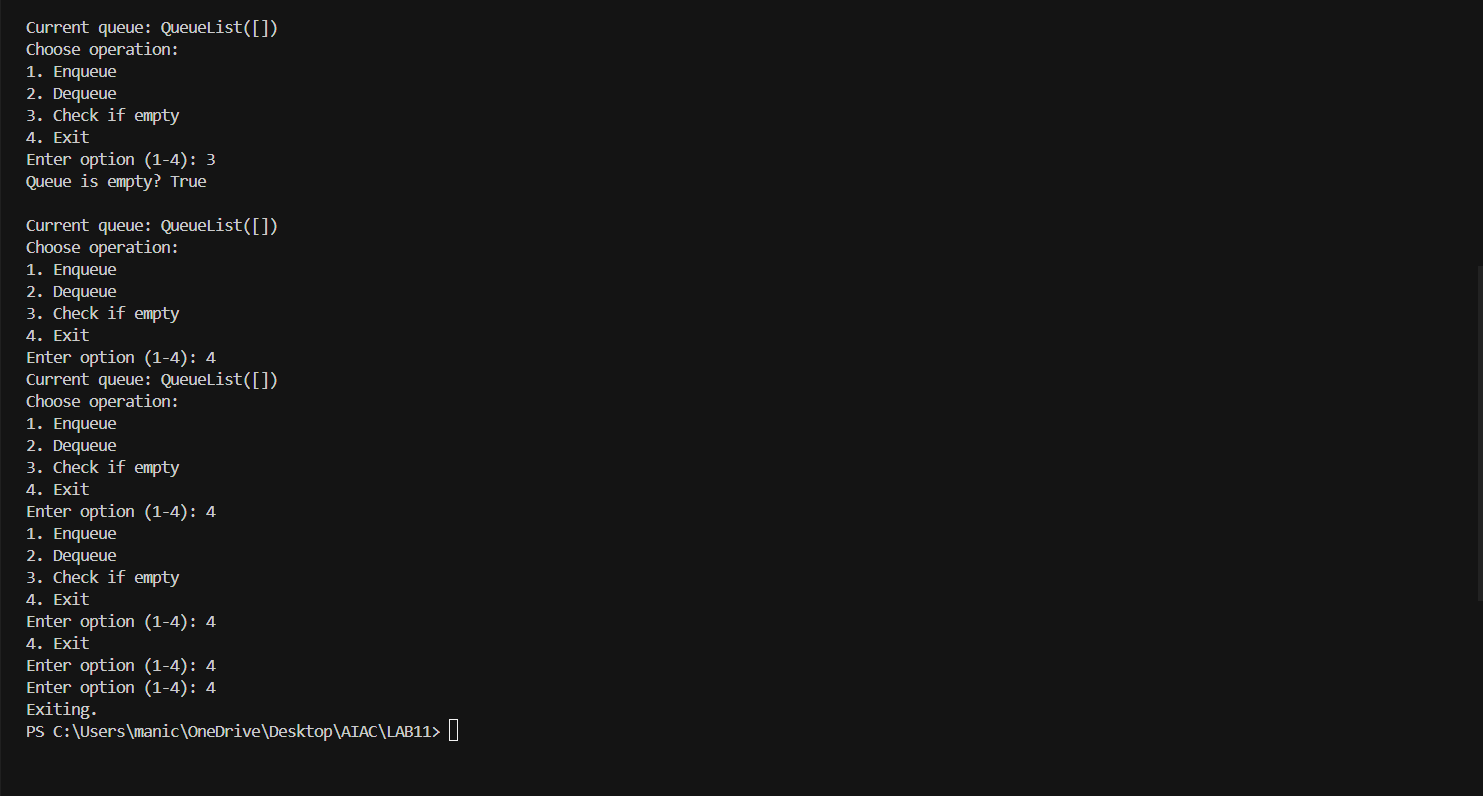 Current queue: QueueList([])
Choose operation:
1. Enqueue
2. Dequeue
3. Check if empty
4. Exit
Enter option (1-4): 3
Queue is empty? True
Current queue: QueueList([])
Choose operation:
1. Enqueue
2. Dequeue
3. Check if empty
4. Exit
Enter option (1-4): 4
Current queue: QueueList([])
Choose operation:
1. Enqueue
2. Dequeue
3. Check if empty
4. Exit
Enter option (1-4): 4
1. Enqueue
2. Dequeue
3. Check if empty
4. Exit
Enter option (1-4): 4
4. Exit
Enter option (1-4): 4
Enter option (1-4): 4
Exiting.
PS C:\Users\manic\OneDrive\Desktop\AIAC\LAB11>